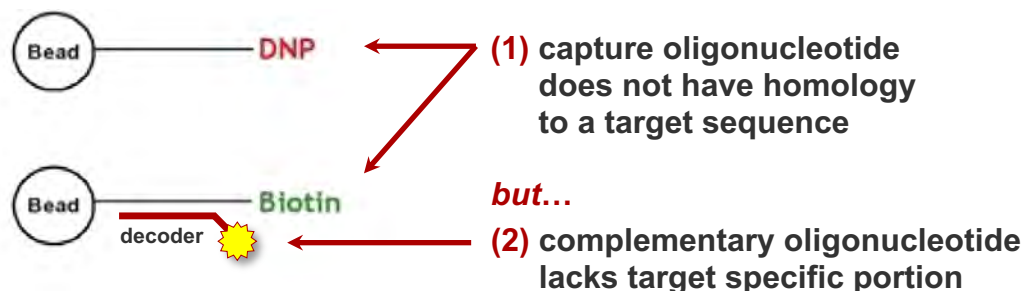 Bead DNP
(1) capture oligonucleotide
does not have homology
to a target sequence
Bead Biotin
decoder
but...
(2) complementary oligonucleotide
lacks target specific portion